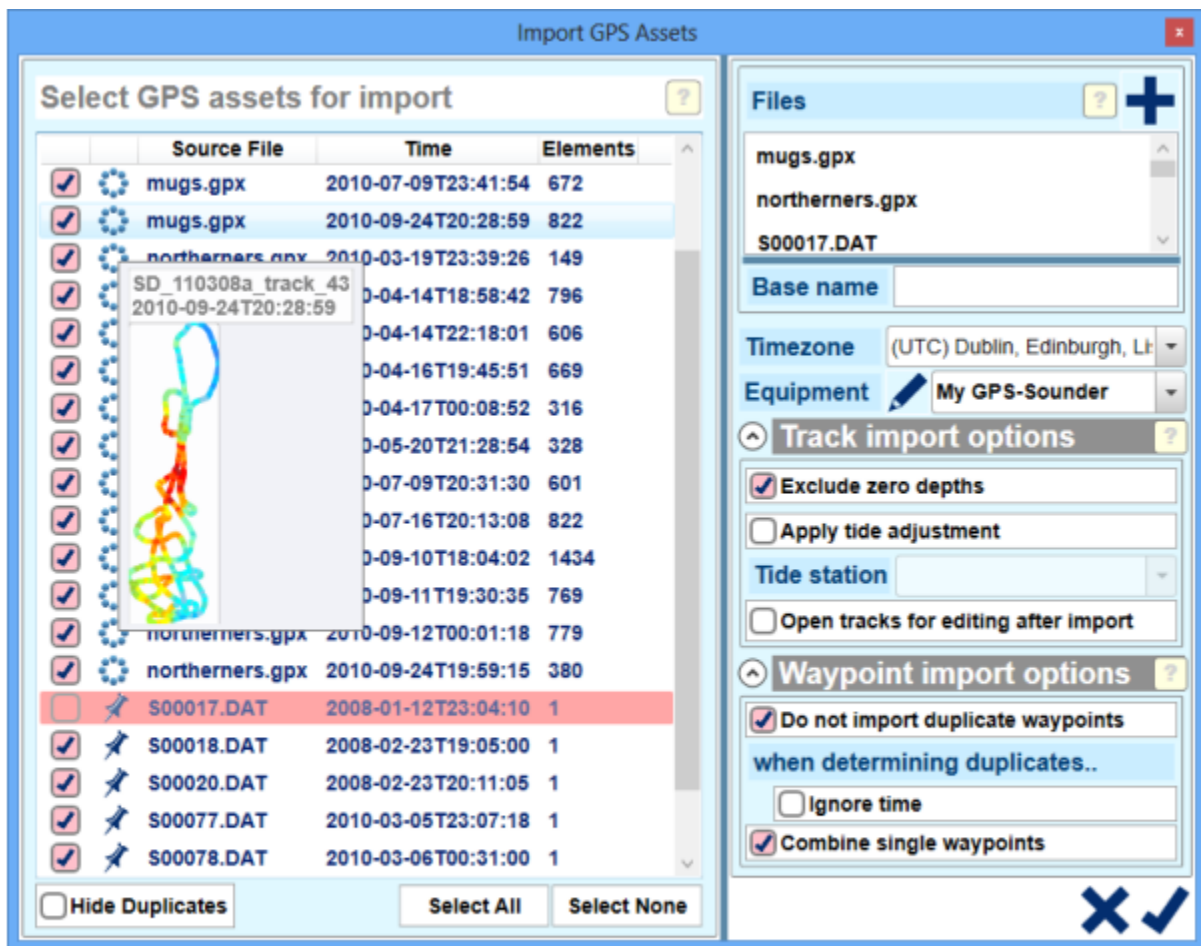 Import GPS Assets
x
Select GPS assets for import ?
Source File Time Elements
mugs.gpx 2010-07-09T23:41:54 672
mugs.gpx 2010-09-24T20:28:59 822
northerners.gpx 2010-03-19T23:39:26 149
SD_110308a_track_43
2010-09-24T20:28:59
0-04-14T18:58:42 796
0-04-14T22:18:01 606
0-04-16T19:45:51 669
0-04-17T00:08:52 316
0-05-20T21:28:54 328
0-07-09T20:31:30 601
0-07-16T20:13:08 822
0-09-10T18:04:02 1434
0-09-11T19:30:35 769
northerners.gpx 2010-09-12T00:01:18 779
northerners.gpx 2010-09-24T19:59:15 380
S00017.DAT 2008-01-12T23:04:10 1
S00018.DAT 2008-02-23T19:05:00 1
S00020.DAT 2008-02-23T20:11:05 1
S00077.DAT 2010-03-05T23:07:18 1
S00078.DAT 2010-03-06T00:31:00 1
Hide Duplicates Select All Select None
Files ?
mugs.gpx
northerners.gpx
S00017.DAT
Base name
Timezone (UTC) Dublin, Edinburgh, Li
Equipment My GPS-Sounder
Track import options ?
Exclude zero depths
Apply tide adjustment
Tide station
Open tracks for editing after import
Waypoint import options ?
Do not import duplicate waypoints
when determining duplicates..
Ignore time
Combine single waypoints